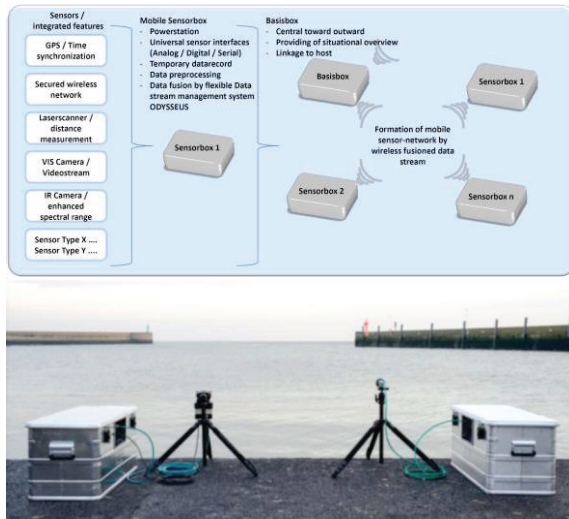 Sensors /
integrated features
GPS / Time
synchronization
Secured wireless
network
Laserscanner /
distance
measurement
VIS Camera /
Videostream
IR Camera /
enhanced
spectral range
Sensor Type X ....
Sensor Type Y ....
Mobile Sensorbox
- Powerstation
- Universal sensor interfaces
(Analog / Digital / Serial)
- Temporary datarecord
- Data preprocessing
- Data fusion by flexible Data
stream management system
ODYSSEUS
Sensorbox 1
Basisbox
- Central toward outward
- Providing of situational overview
- Linkage to host
Basisbox
Sensorbox 1
Formation of mobile
sensor-network by
wireless fusioned data
stream
Sensorbox 2
Sensorbox n